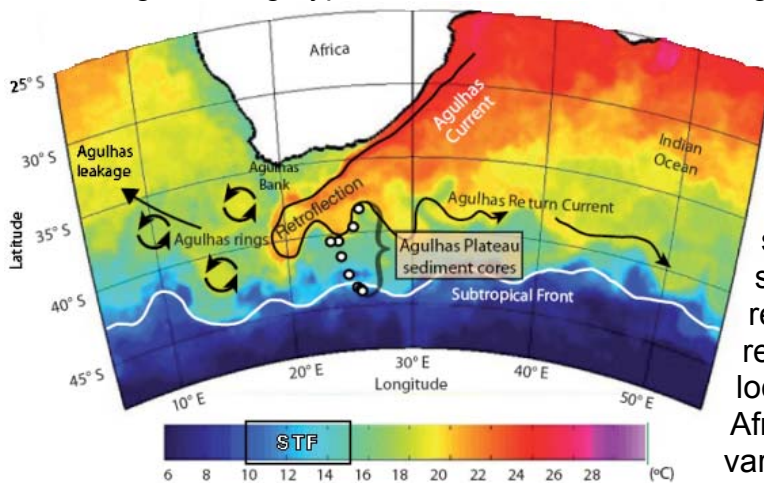 25° S
30° S
35° S
40° S
45° S
Latitude
Africa
Agulhas
Current
Indian
Ocean
Agulhas
leakage
Agulhas
Bank
Retroflection
Agulhas rings
Agulhas Return Current
Agulhas Plateau
sediment cores
Subtropical Front
10° E
20° E
30° E
40° E
50° E
Longitude
STF
6 8 10 12 14 16 18 20 22 24 26 28 (°C)
Afri
var